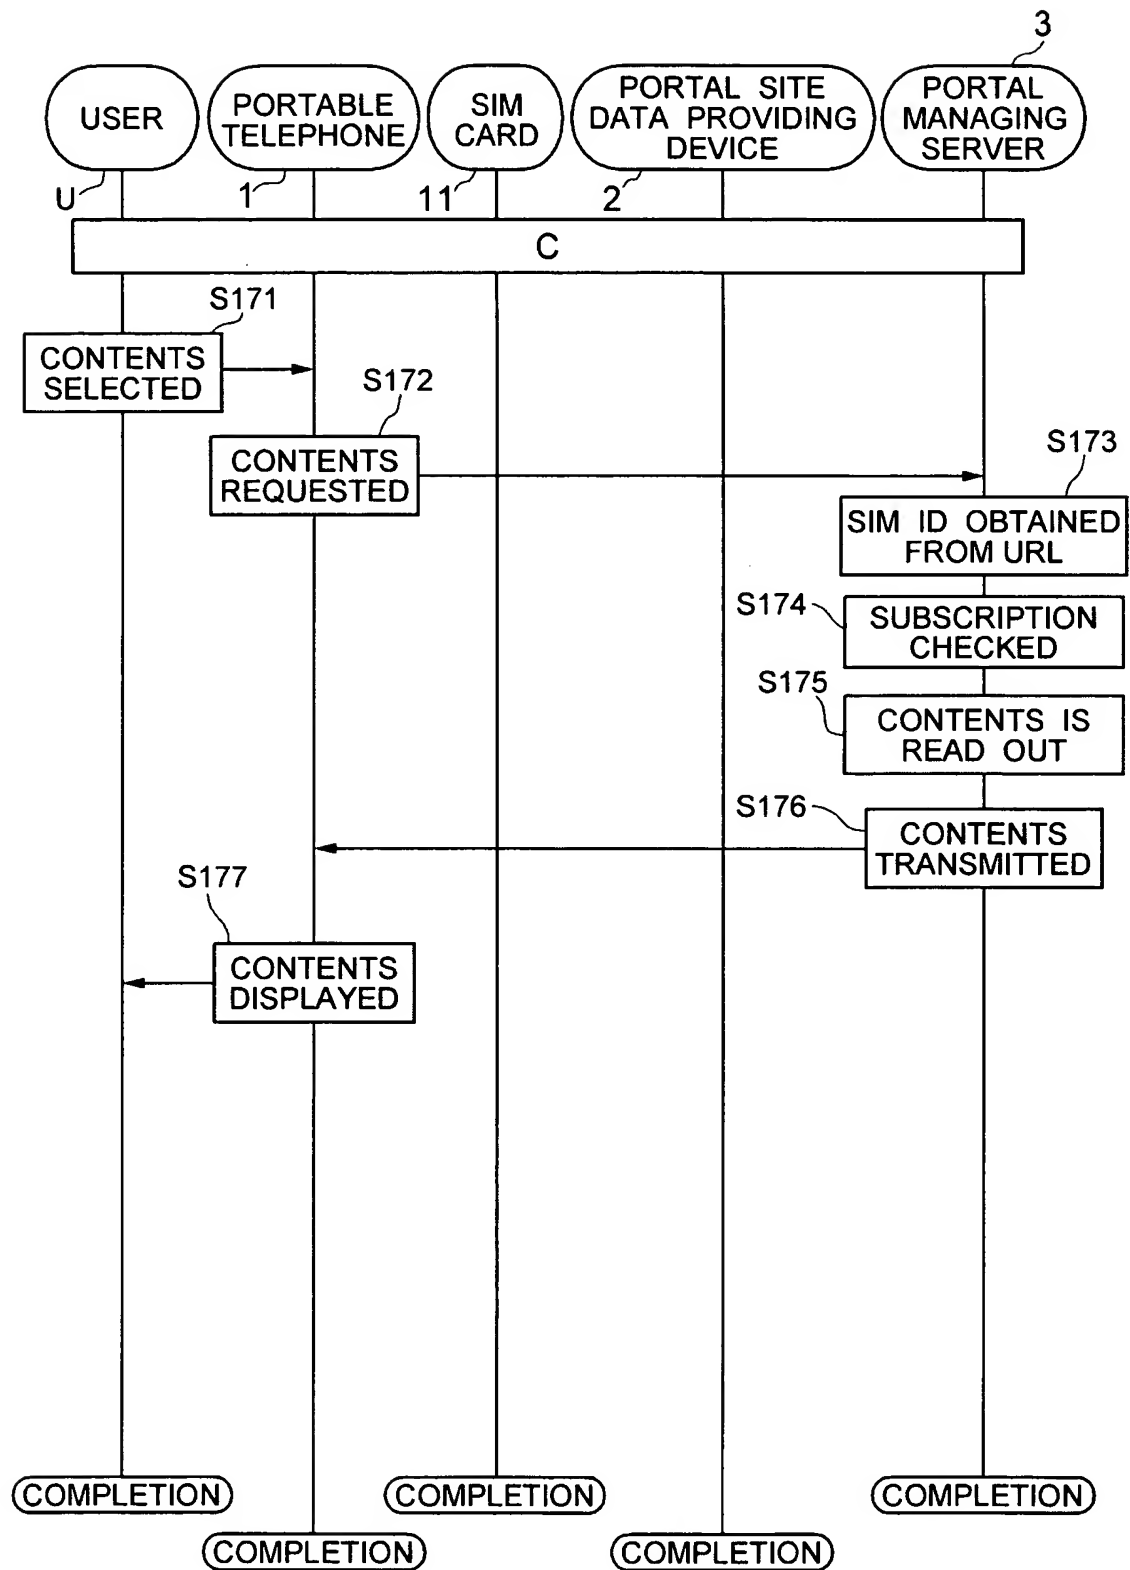 3
USER
PORTABLE
TELEPHONE
SIM
CARD
PORTAL SITE
DATA PROVIDING
DEVICE
PORTAL
MANAGING
SERVER
U
1
11
2
C
S171
CONTENTS
SELECTED
S172
CONTENTS
REQUESTED
S173
SIM ID OBTAINED
FROM URL
S174
SUBSCRIPTION
CHECKED
S175
CONTENTS IS
READ OUT
S176
CONTENTS
TRANSMITTED
S177
CONTENTS
DISPLAYED
COMPLETION
COMPLETION
COMPLETION
COMPLETION
COMPLETION